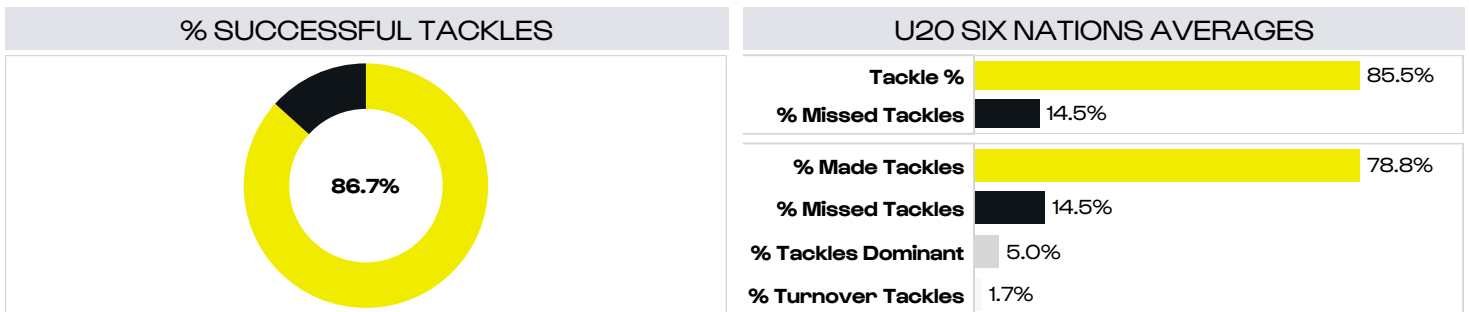 % SUCCESSFUL TACKLES
86.7%
U20 SIX NATIONS AVERAGES
Tackle % 85.5%
% Missed Tackles 14.5%
% Made Tackles 78.8%
% Missed Tackles 14.5%
% Tackles Dominant 5.0%
% Turnover Tackles 1.7%